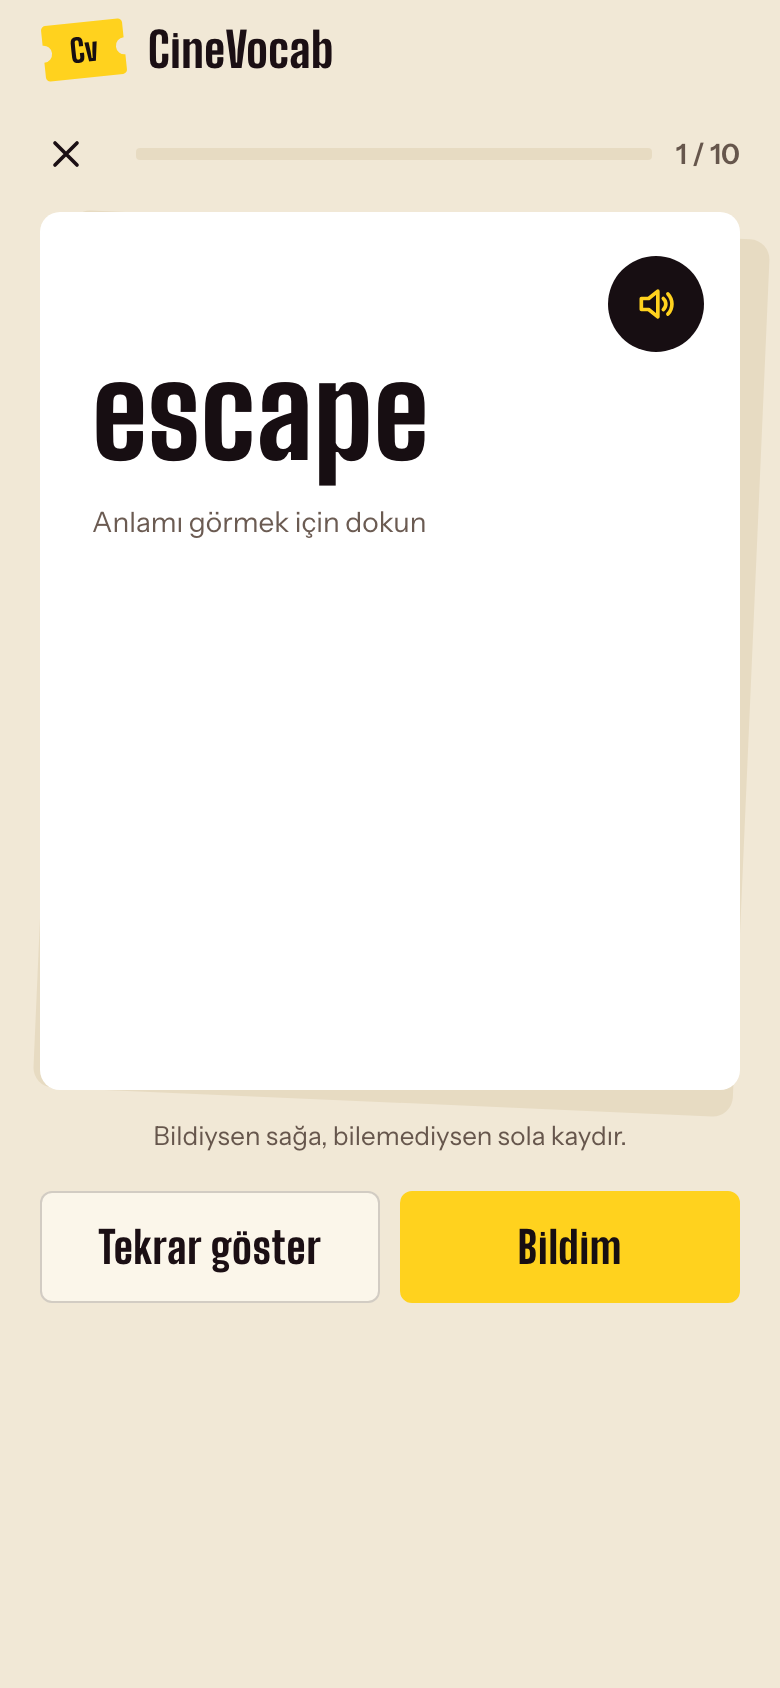 Cv CineVocab
1 / 10
escape
Anlamı görmek için dokun
Bildiysen sağa, bilemediysen sola kaydır.
Tekrar göster
Bildim